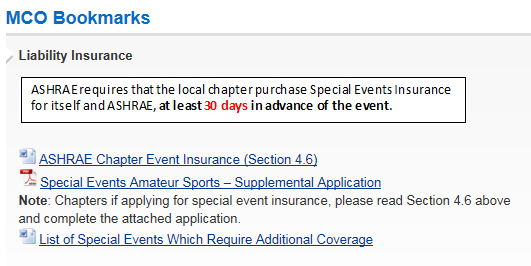 MCO Bookmarks
Liability Insurance
ASHRAE requires that the local chapter purchase Special Events Insurance
for itself and ASHRAE, at least 30 days in advance of the event.
ASHRAE Chapter Event Insurance (Section 4.6)
Special Events Amateur Sports – Supplemental Application
Note: Chapters if applying for special event insurance, please read Section 4.6 above
and complete the attached application.
List of Special Events Which Require Additional Coverage